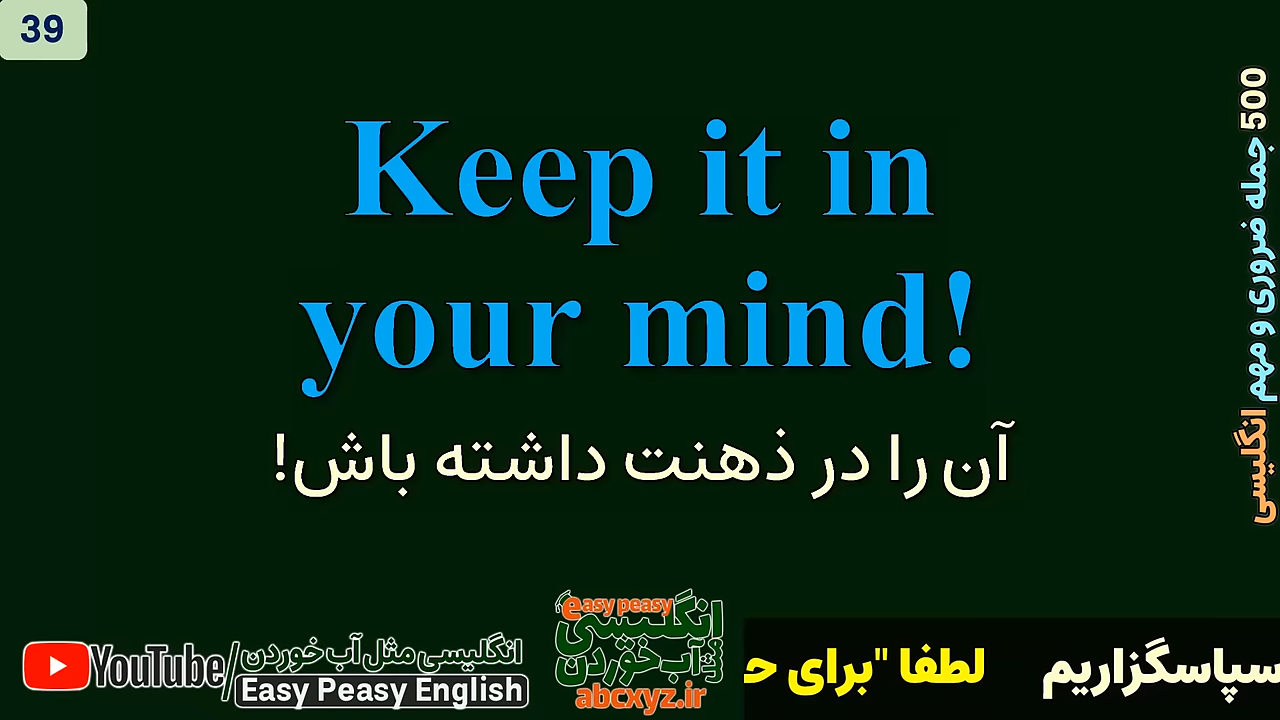 39
Keep it in
your mind!
آن را در ذهنت داشته باش!
500 جمله ضروری و مهم انگلیسی
YouTube/
انگلیسی مثل آب خوردن
Easy Peasy English
easy peasy
انگلیسی
آب خوردن
abcxyz.ir
سپاسگزاریم لطفا "برای